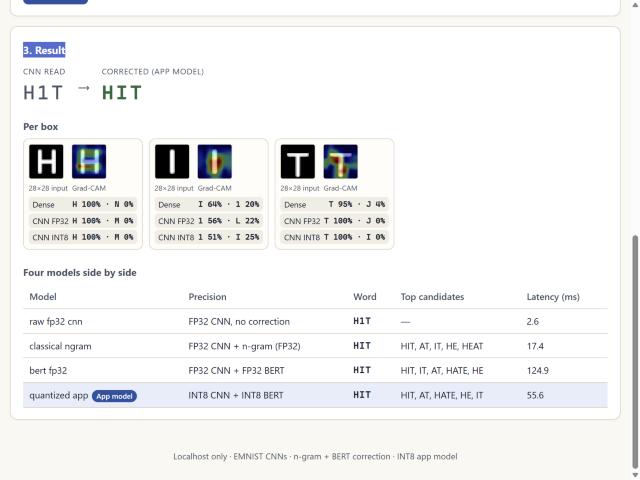 3. Result
CNN READ
CORRECTED (APP MODEL)
H1T → HIT
Per box
H H I I T T
28×28 input Grad-CAM 28×28 input Grad-CAM 28×28 input Grad-CAM
Dense H 100% · N 0% Dense I 64% · 1 20% Dense T 95% · J 4%
CNN FP32 H 100% · M 0% CNN FP32 1 56% · L 22% CNN FP32 T 100% · J 0%
CNN INT8 H 100% · M 0% CNN INT8 1 51% · I 25% CNN INT8 T 100% · I 0%
Four models side by side
Model Precision Word Top candidates Latency (ms)
raw fp32 cnn FP32 CNN, no correction H1T — 2.6
classical ngram FP32 CNN + n-gram (FP32) HIT HIT, AT, IT, HE, HEAT 17.4
bert fp32 FP32 CNN + FP32 BERT HIT HIT, IT, AT, HATE, HE 124.9
quantized app App model INT8 CNN + INT8 BERT HIT HIT, AT, HATE, HE, IT 55.6
Localhost only · EMNIST CNNs · n-gram + BERT correction · INT8 app model